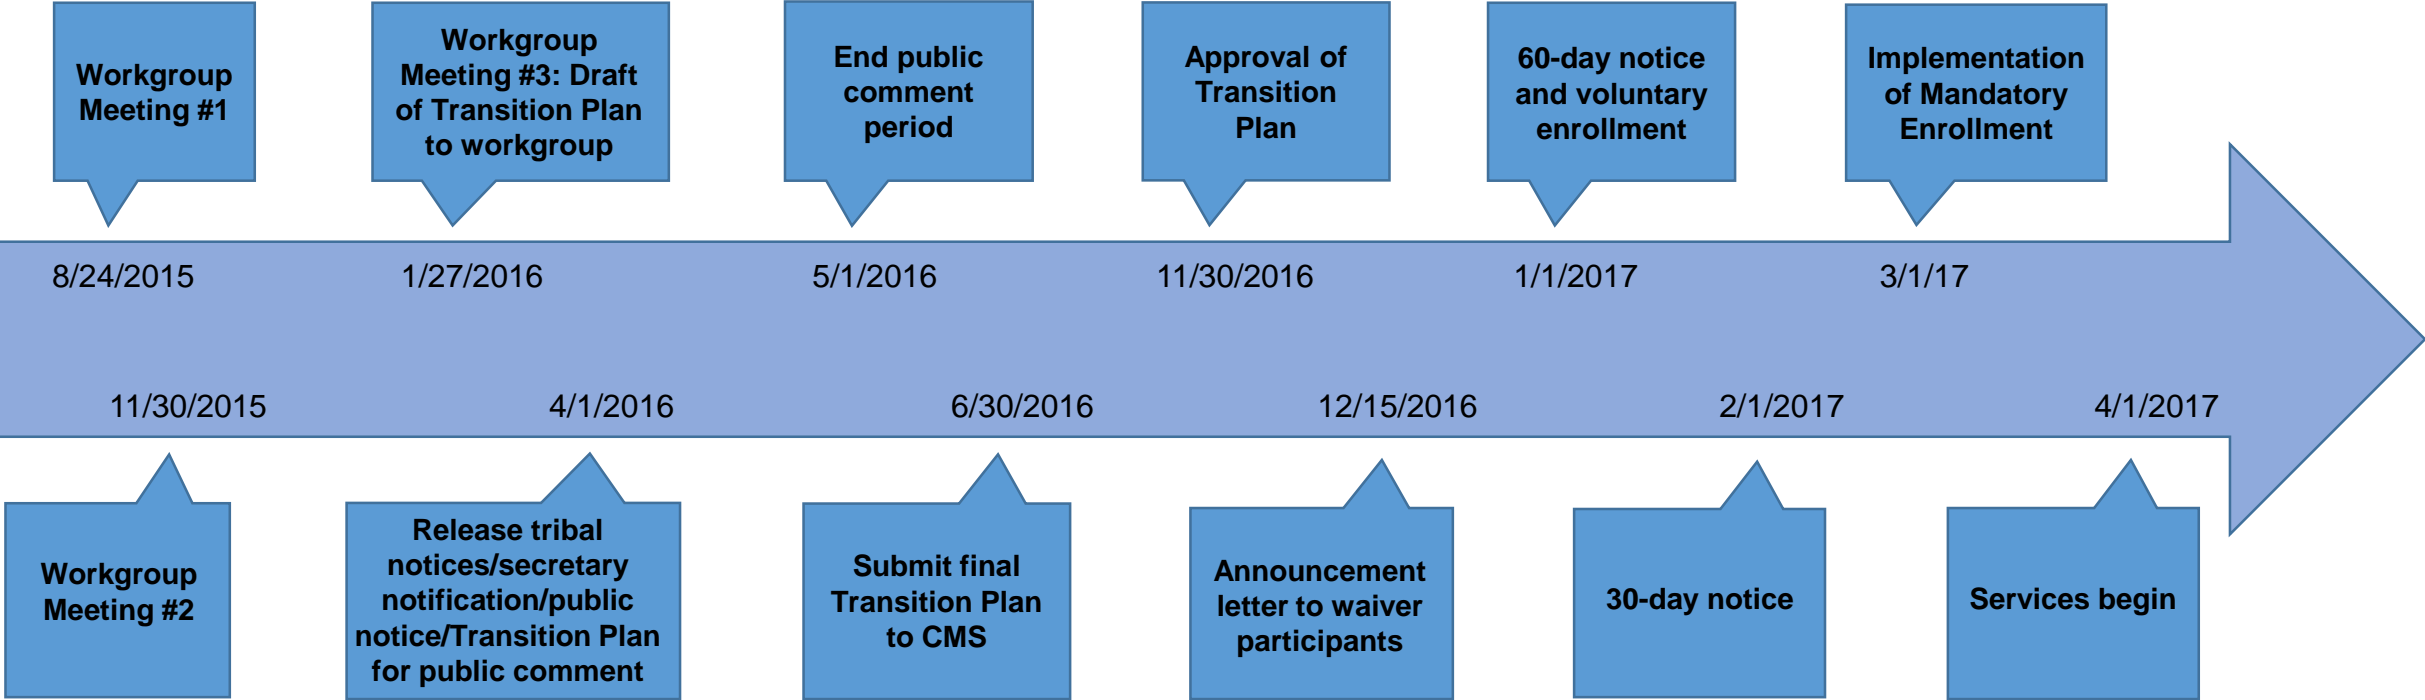 Workgroup
Meeting #1
Workgroup
Meeting #3: Draft
of Transition Plan
to workgroup
End public
comment
period
Approval of
Transition
Plan
60-day notice
and voluntary
enrollment
Implementation
of Mandatory
Enrollment
8/24/2015
1/27/2016
5/1/2016
11/30/2016
1/1/2017
3/1/17
11/30/2015
4/1/2016
6/30/2016
12/15/2016
2/1/2017
4/1/2017
Workgroup
Meeting #2
Release tribal
notices/secretary
notification/public
notice/Transition Plan
for public comment
Submit final
Transition Plan
to CMS
Announcement
letter to waiver
participants
30-day notice
Services begin